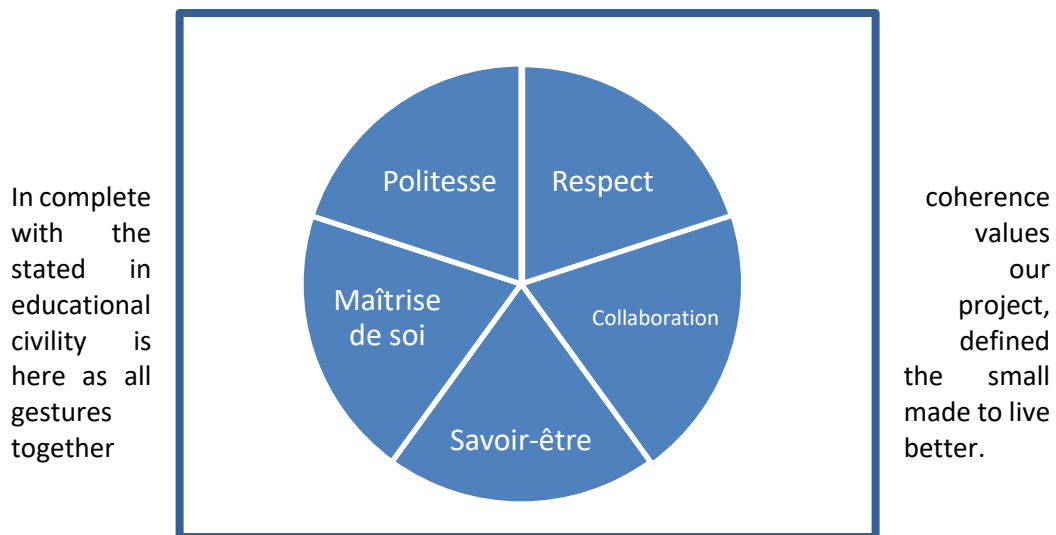 In complete coherence
with the values
stated in our
educational project,
civility is defined
here as all the small
gestures made to live
together better.
Politesse
Respect
Maîtrise
de soi
Collaboration
Savoir-être